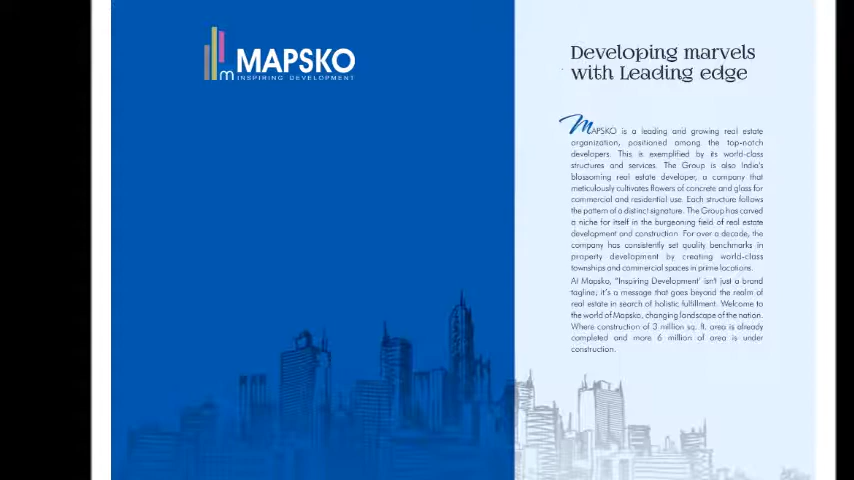 m MAPSKO
INSPIRING DEVELOPMENT
Developing marvels
with Leading edge
MAPSKO is a leading and growing real estate
organization, positioned among the top-notch
developers. This is exemplified by its world-class
structures and services. The Group is also India's
blossoming real estate developer, a company that
meticulously cultivates flowers of concrete and glass for
commercial and residential use. Each structure follows
the pattern of a distinct signature. The Group has carved
a niche for itself in the burgeoning field of real estate
development and construction. For over a decade, the
company has consistently set quality benchmarks in
property development by creating world-class
townships and commercial spaces in prime locations.
At Mapsko, "Inspiring Development' isn't just a brand
tagline; it's a message that goes beyond the realm of
real estate in search of holistic fulfillment. Welcome to
the world of Mapsko, changing landscape of the nation.
Where construction of 3 million sq. ft. area is already
completed and more 6 million of area is under
construction.